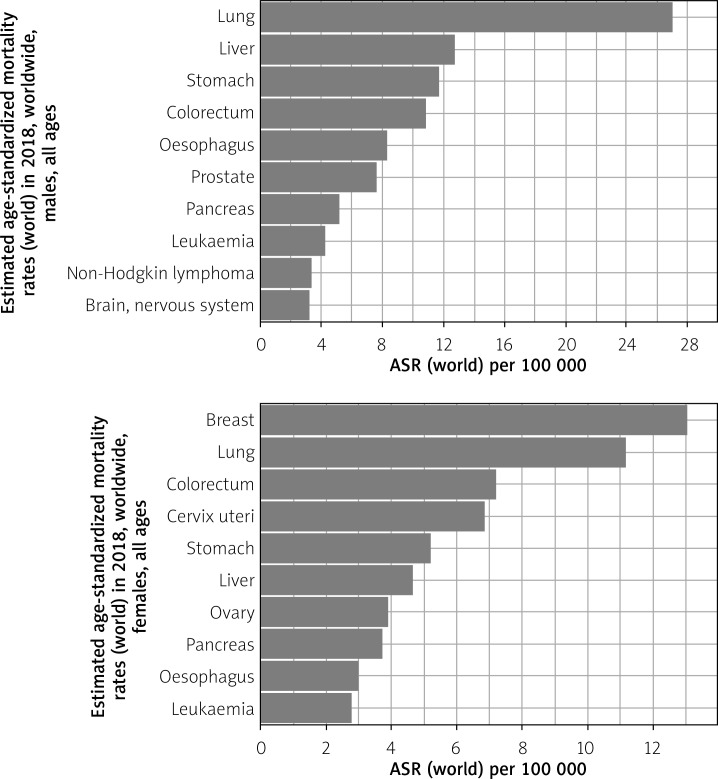 Estimated age-standardized mortality
rates (world) in 2018, worldwide,
males, all ages
Lung
Liver
Stomach
Colorectum
Oesophagus
Prostate
Pancreas
Leukaemia
Non-Hodgkin lymphoma
Brain, nervous system
0 4 8 12 16 20 24 28
ASR (world) per 100 000
Estimated age-standardized mortality
rates (world) in 2018, worldwide,
females, all ages
Breast
Lung
Colorectum
Cervix uteri
Stomach
Liver
Ovary
Pancreas
Oesophagus
Leukaemia
0 2 4 6 8 10 12
ASR (world) per 100 000